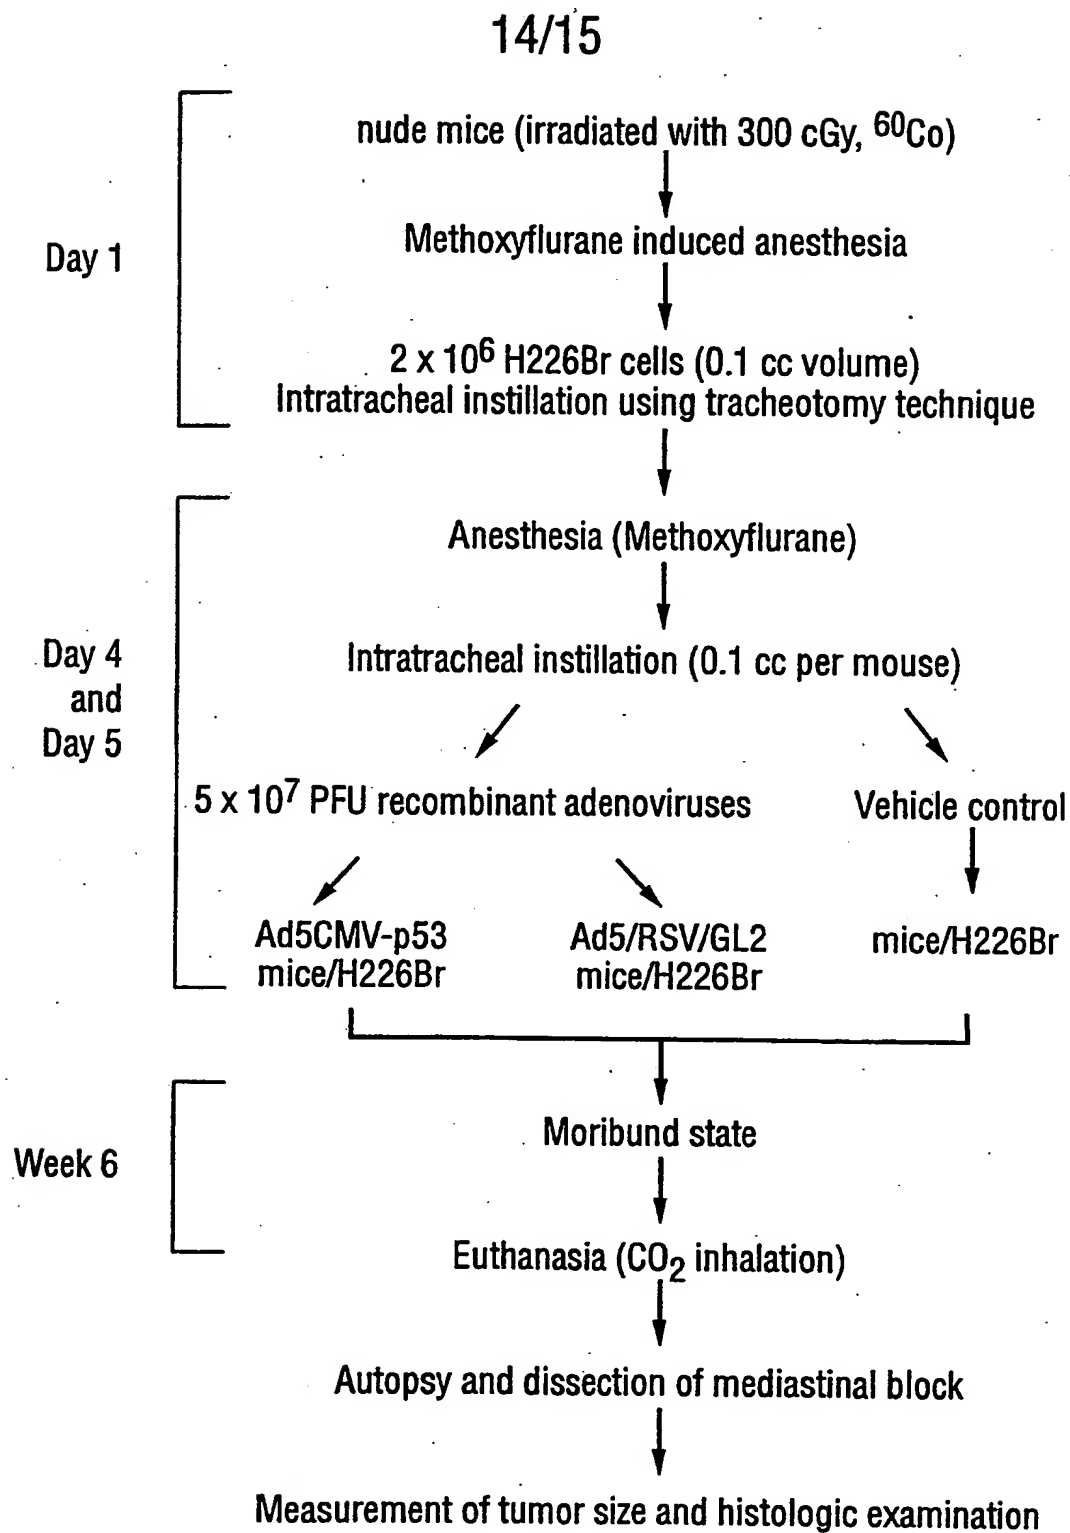 14/15
nude mice (irradiated with 300 cGy, ⁶⁰Co)
Methoxyflurane induced anesthesia
Day 1
2 x 10⁶ H226Br cells (0.1 cc volume)
Intratracheal instillation using tracheotomy technique
Anesthesia (Methoxyflurane)
Day 4
and
Day 5
Intratracheal instillation (0.1 cc per mouse)
5 x 10⁷ PFU recombinant adenoviruses
Vehicle control
Ad5CMV-p53
mice/H226Br
Ad5/RSV/GL2
mice/H226Br
mice/H226Br
Week 6
Moribund state
Euthanasia (CO₂ inhalation)
Autopsy and dissection of mediastinal block
Measurement of tumor size and histologic examination